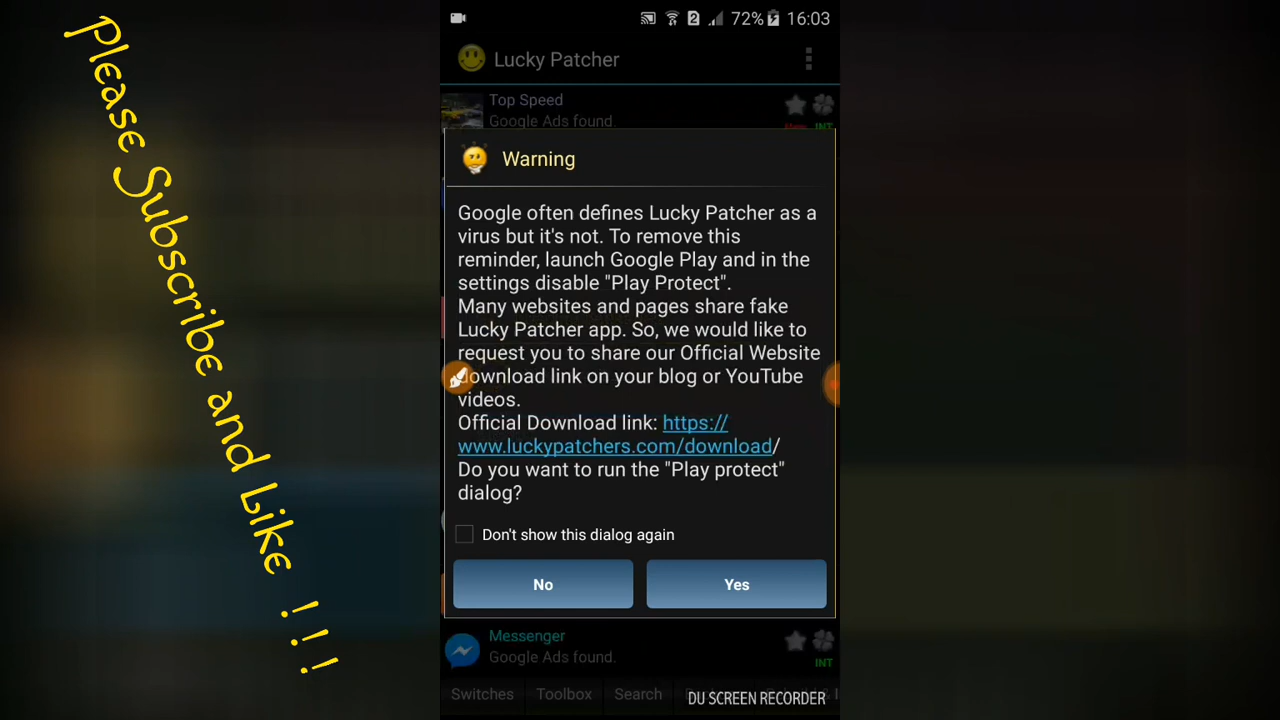 Please Subscribe and Like !!!
72% 16:03
Lucky Patcher
Top Speed
Google Ads found.
INT
Warning
Google often defines Lucky Patcher as a
virus but it's not. To remove this
reminder, launch Google Play and in the
settings disable "Play Protect".
Many websites and pages share fake
Lucky Patcher app. So, we would like to
request you to share our Official Website
download link on your blog or YouTube
videos.
Official Download link: https://
www.luckypatchers.com/download/
Do you want to run the "Play protect"
dialog?
Don't show this dialog again
No Yes
Messenger
Google Ads found.
INT
Switches Toolbox Search
DU SCREEN RECORDER